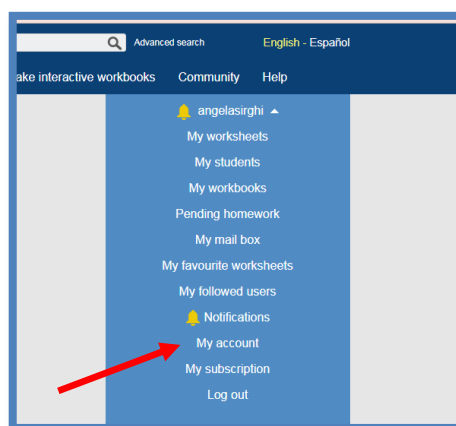 Advanced search English - Español
ake interactive workbooks Community Help
angelasirghi
My worksheets
My students
My workbooks
Pending homework
My mail box
My favourite worksheets
My followed users
Notifications
My account
My subscription
Log out